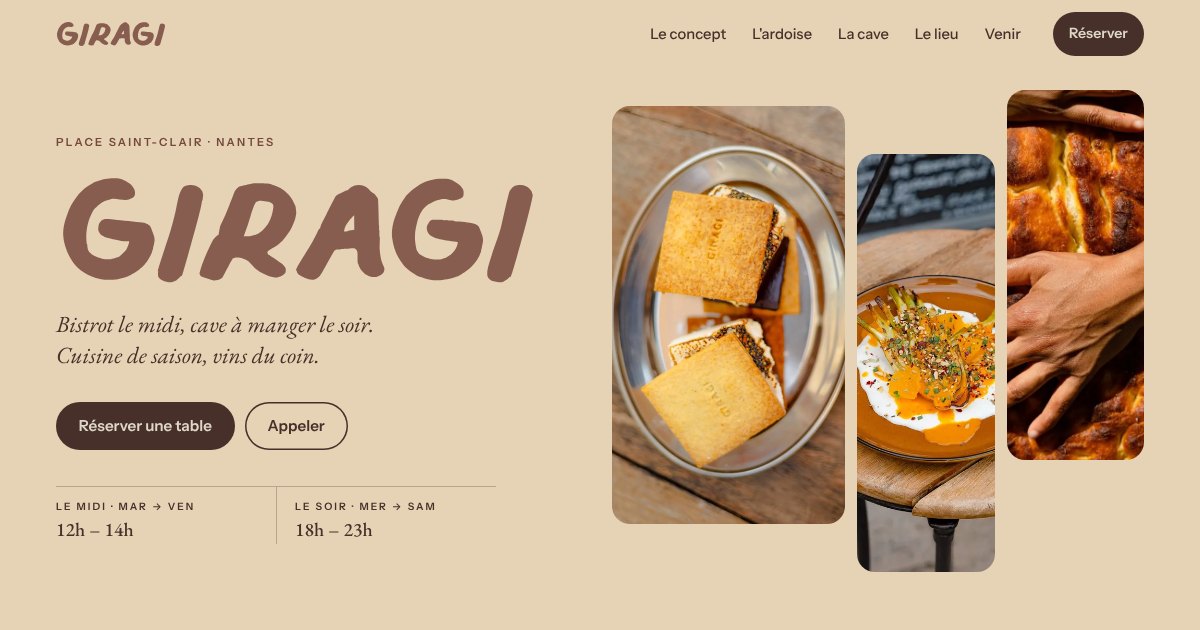 GIRAGI
Le concept
L'ardoise
La cave
Le lieu
Venir
Réserver
PLACE SAINT-CLAIR · NANTES
GIRAGI
Bistrot le midi, cave à manger le soir.
Cuisine de saison, vins du coin.
Réserver une table
Appeler
LE MIDI · MAR → VEN
12h – 14h
LE SOIR · MER → SAM
18h – 23h
GIRAGI
GIRAGI